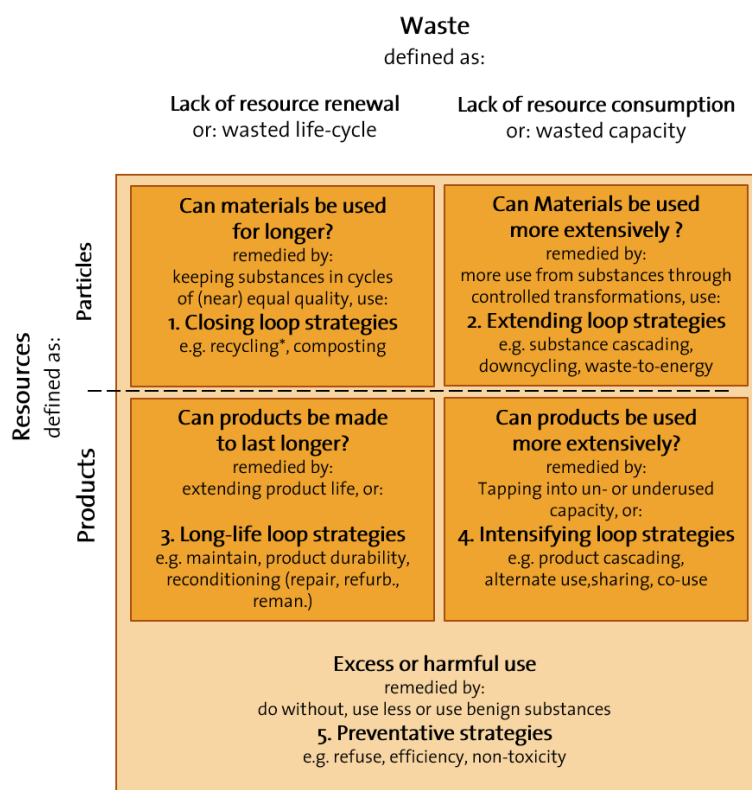 Waste
defined as:
Lack of resource renewal
or: wasted life-cycle
Lack of resource consumption
or: wasted capacity
Resources
defined as:
Particles
Can materials be used
for longer?
remedied by:
keeping substances in cycles
of (near) equal quality, use:
1. Closing loop strategies
e.g. recycling*, composting
Can Materials be used
more extensively ?
remedied by:
more use from substances through
controlled transformations, use:
2. Extending loop strategies
e.g. substance cascading,
downcycling, waste-to-energy
Products
Can products be made
to last longer?
remedied by:
extending product life, or:
3. Long-life loop strategies
e.g. maintain, product durability,
reconditioning (repair, refurb.,
reman.)
Can products be used
more extensively?
remedied by:
Tapping into un- or underused
capacity, or:
4. Intensifying loop strategies
e.g. product cascading,
alternate use,sharing, co-use
Excess or harmful use
remedied by:
do without, use less or use benign substances
5. Preventative strategies
e.g. refuse, efficiency, non-toxicity